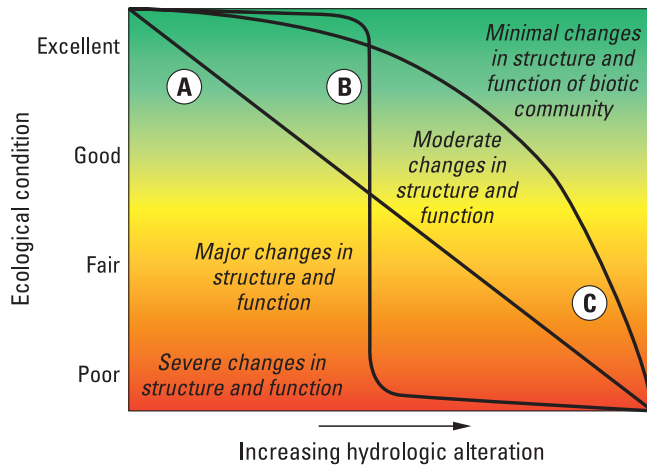 Ecological condition
Excellent
Good
Fair
Poor
A
B
C
Minimal changes
in structure and
function of biotic
community
Moderate
changes in
structure and
function
Major changes in
structure and
function
Severe changes in
structure and function
Increasing hydrologic alteration